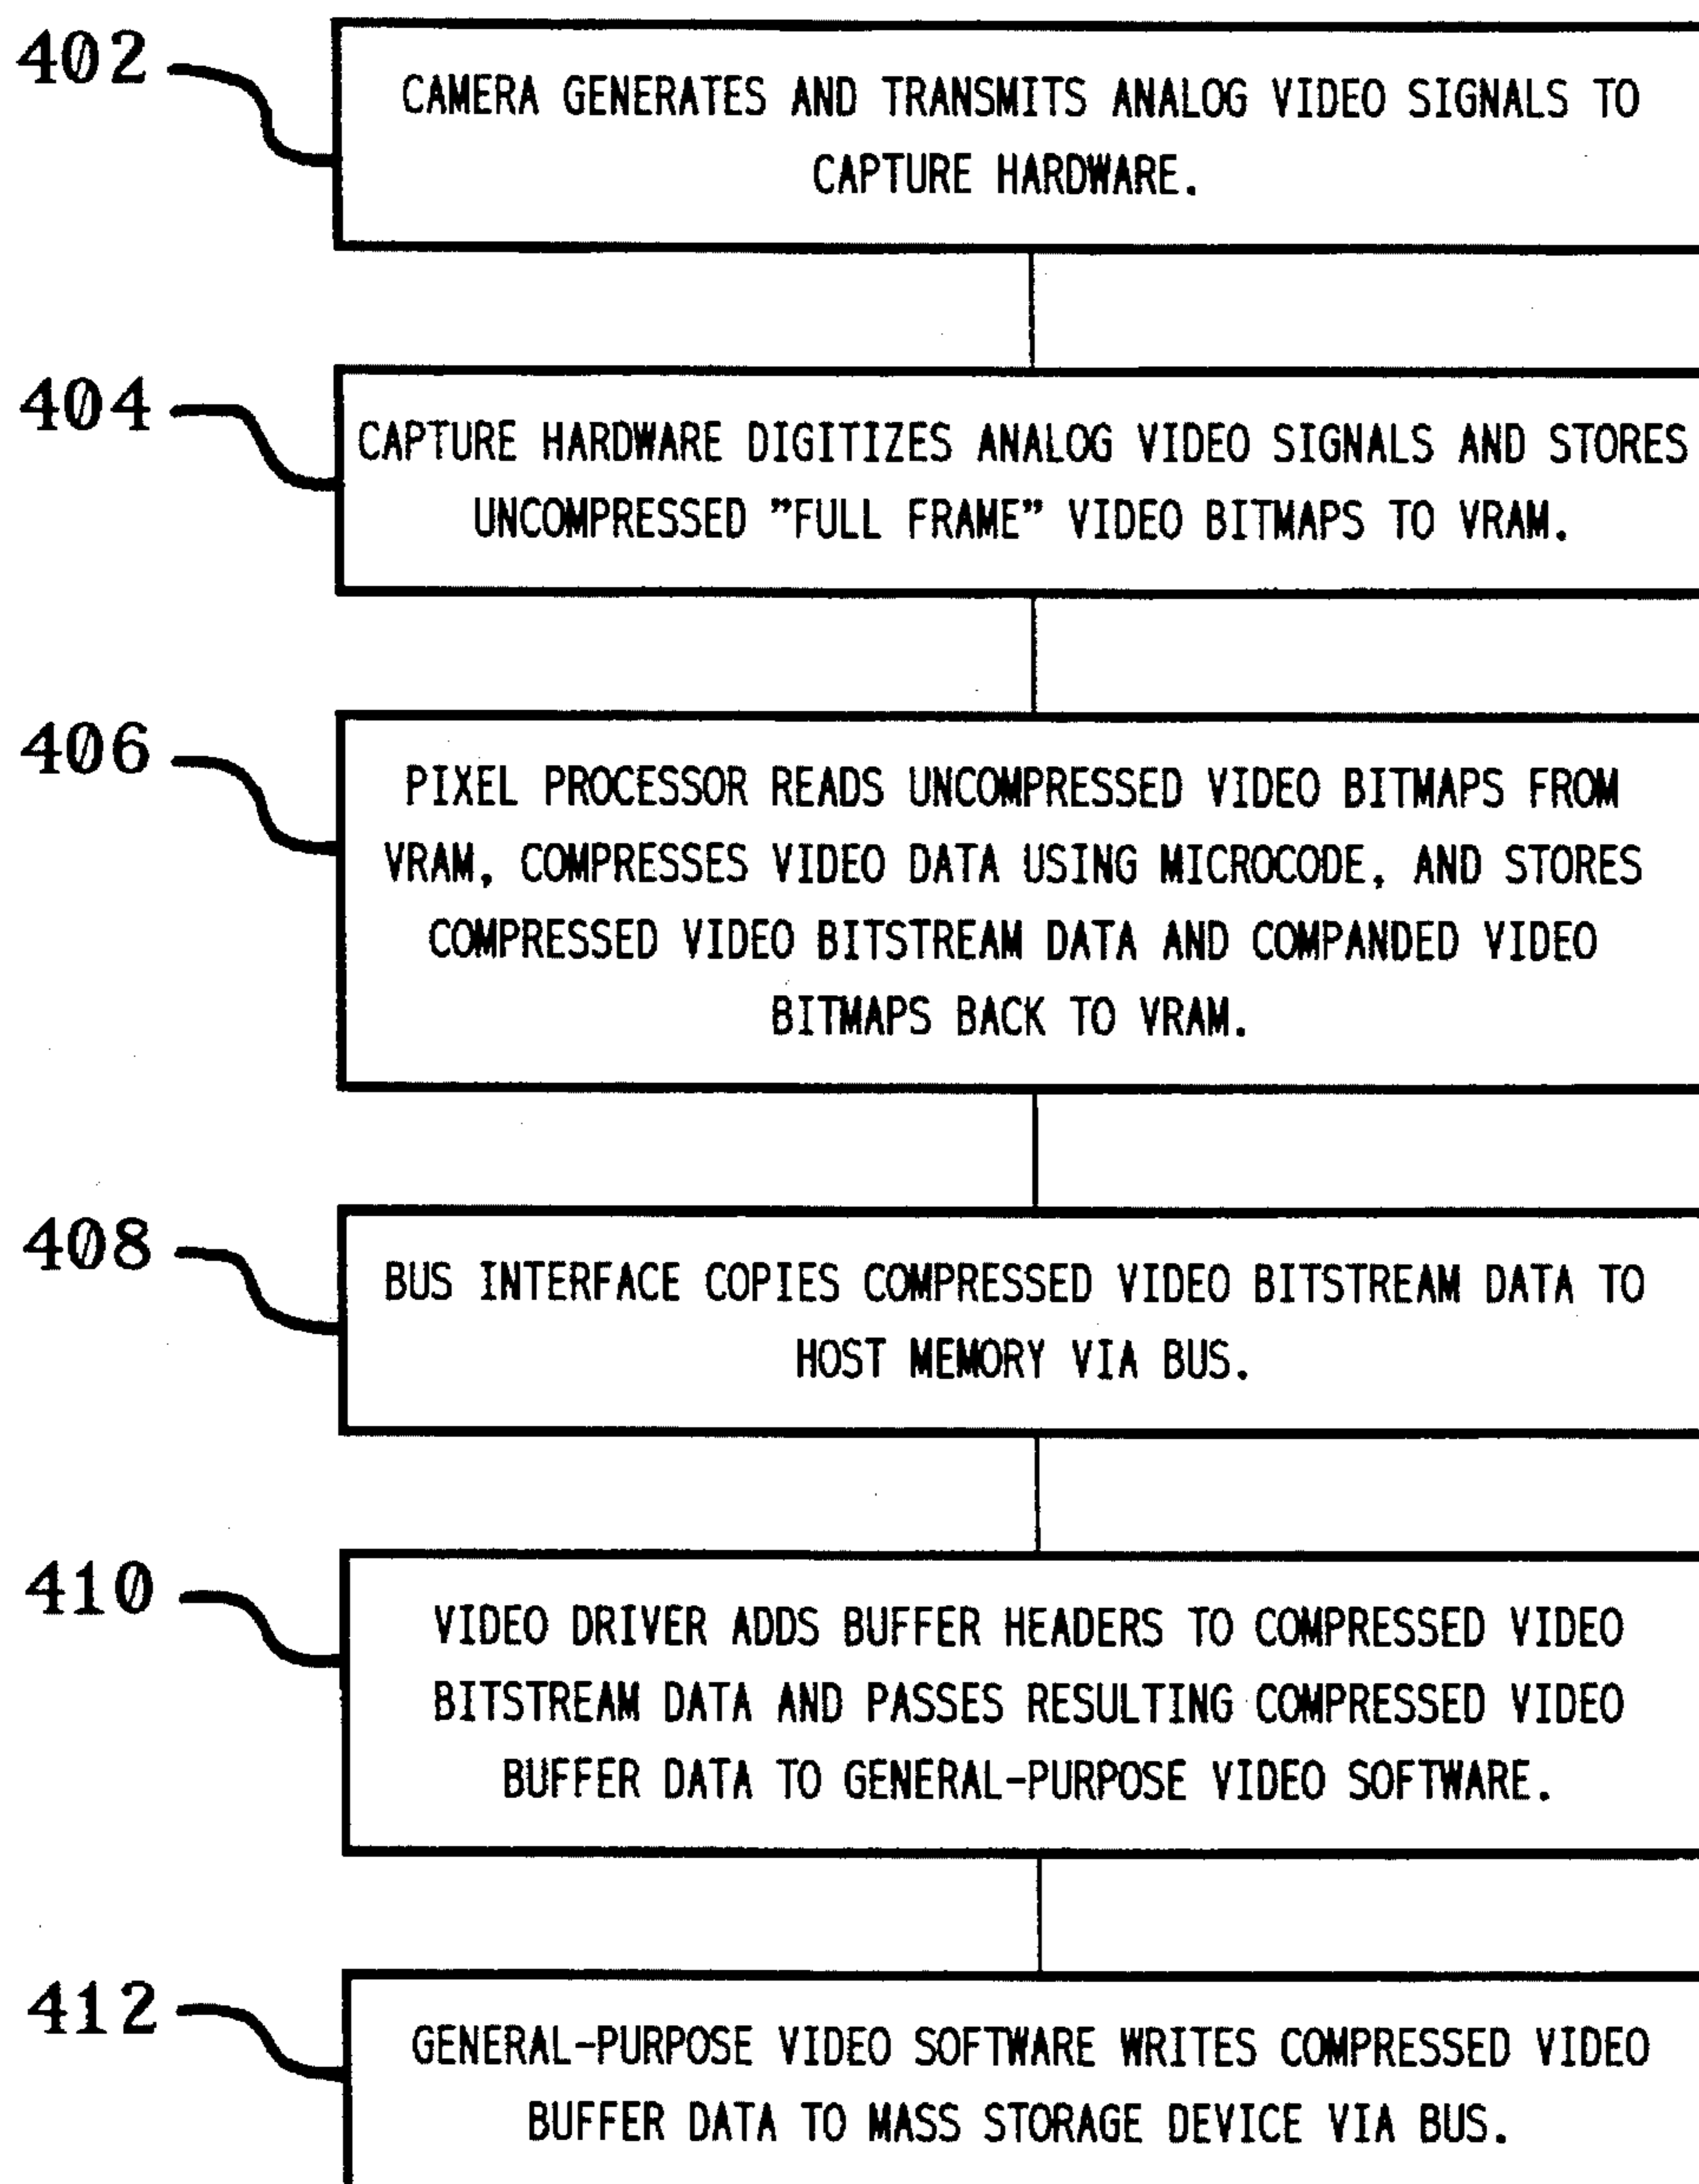 402
CAMERA GENERATES AND TRANSMITS ANALOG VIDEO SIGNALS TO
CAPTURE HARDWARE.
404
CAPTURE HARDWARE DIGITIZES ANALOG VIDEO SIGNALS AND STORES
UNCOMPRESSED "FULL FRAME" VIDEO BITMAPS TO VRAM.
406
PIXEL PROCESSOR READS UNCOMPRESSED VIDEO BITMAPS FROM
VRAM, COMPRESSES VIDEO DATA USING MICROCODE, AND STORES
COMPRESSED VIDEO BITSTREAM DATA AND COMPANDED VIDEO
BITMAPS BACK TO VRAM.
408
BUS INTERFACE COPIES COMPRESSED VIDEO BITSTREAM DATA TO
HOST MEMORY VIA BUS.
410
VIDEO DRIVER ADDS BUFFER HEADERS TO COMPRESSED VIDEO
BITSTREAM DATA AND PASSES RESULTING COMPRESSED VIDEO
BUFFER DATA TO GENERAL-PURPOSE VIDEO SOFTWARE.
412
GENERAL-PURPOSE VIDEO SOFTWARE WRITES COMPRESSED VIDEO
BUFFER DATA TO MASS STORAGE DEVICE VIA BUS.